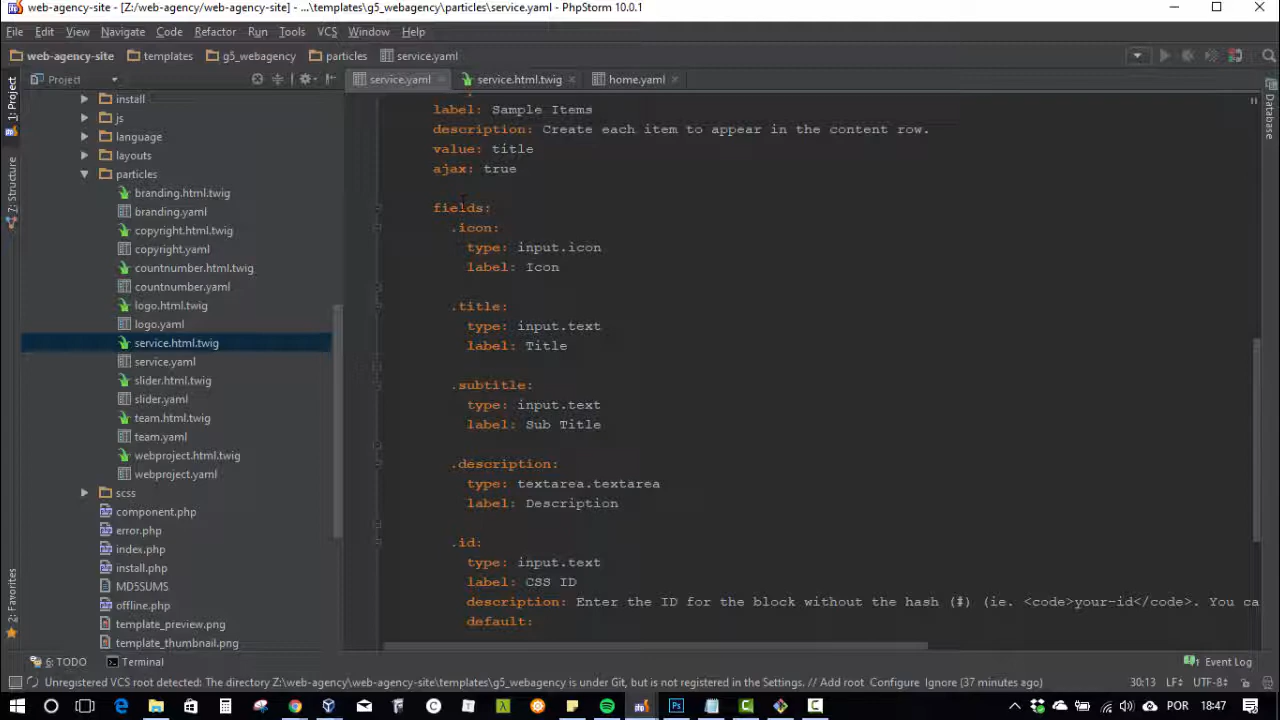 web-agency-site - [Z:/web-agency/web-agency-site] - ...\templates\g5_webagency\particles\service.yaml - PhpStorm 10.0.1
File Edit View Navigate Code Refactor Run Tools VCS Window Help
web-agency-site templates g5_webagency particles service.yaml
1: Project
7: Structure
2: Favorites
Project
service.yaml service.html.twig home.yaml
Database
install
js
language
layouts
particles
branding.html.twig
branding.yaml
copyright.html.twig
copyright.yaml
countnumber.html.twig
countnumber.yaml
logo.html.twig
logo.yaml
service.html.twig
service.yaml
slider.html.twig
slider.yaml
team.html.twig
team.yaml
webproject.html.twig
webproject.yaml
scss
component.php
error.php
index.php
install.php
MD5SUMS
offline.php
template_preview.png
template_thumbnail.png
label: Sample Items
description: Create each item to appear in the content row.
value: title
ajax: true
fields:
.icon:
type: input.icon
label: Icon
.title:
type: input.text
label: Title
.subtitle:
type: input.text
label: Sub Title
.description:
type: textarea.textarea
label: Description
.id:
type: input.text
label: CSS ID
description: Enter the ID for the block without the hash (#) (ie. <code>your-id</code>. You ca
default:
6: TODO Terminal Event Log
Unregistered VCS root detected: The directory Z:\web-agency\web-agency-site\templates\g5_webagency is under Git, but is not registered in the Settings. // Add root Configure Ignore (37 minutes ago)
30:13 LF UTF-8
POR 18:47